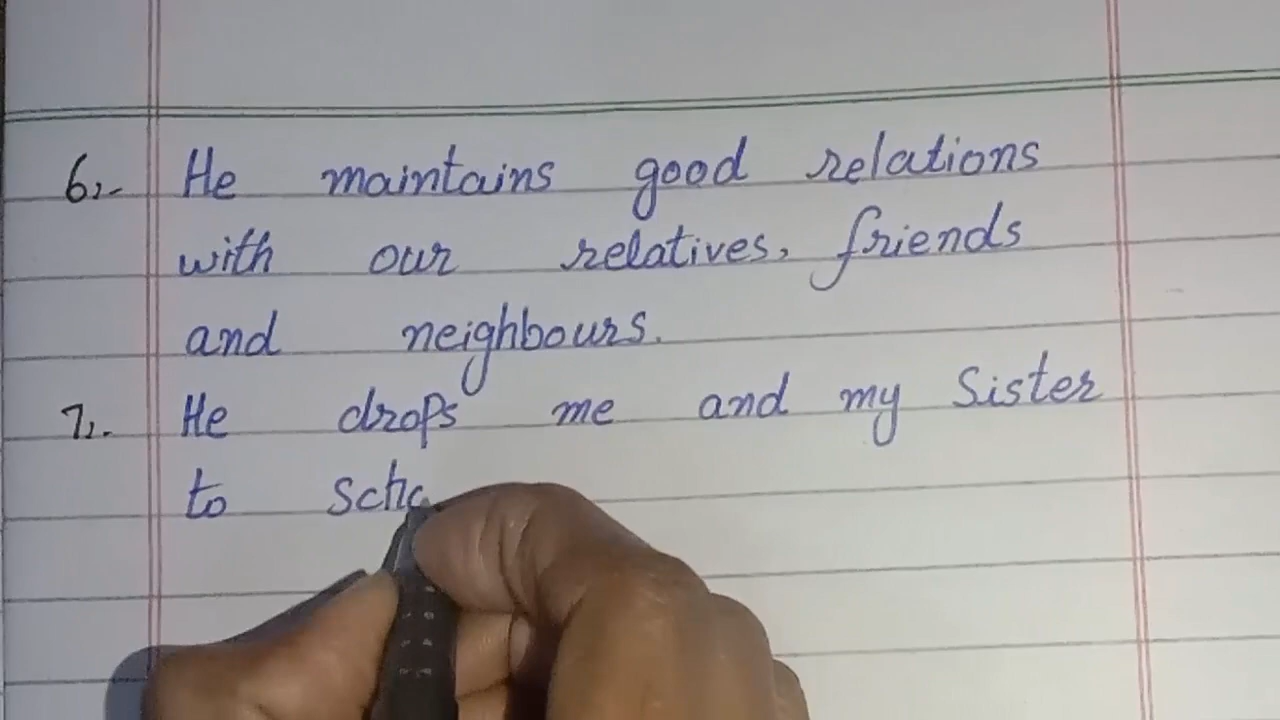 6,- He maintains good relations
with our relatives, friends
and neighbours.
7,. He drops me and my Sister
to scho